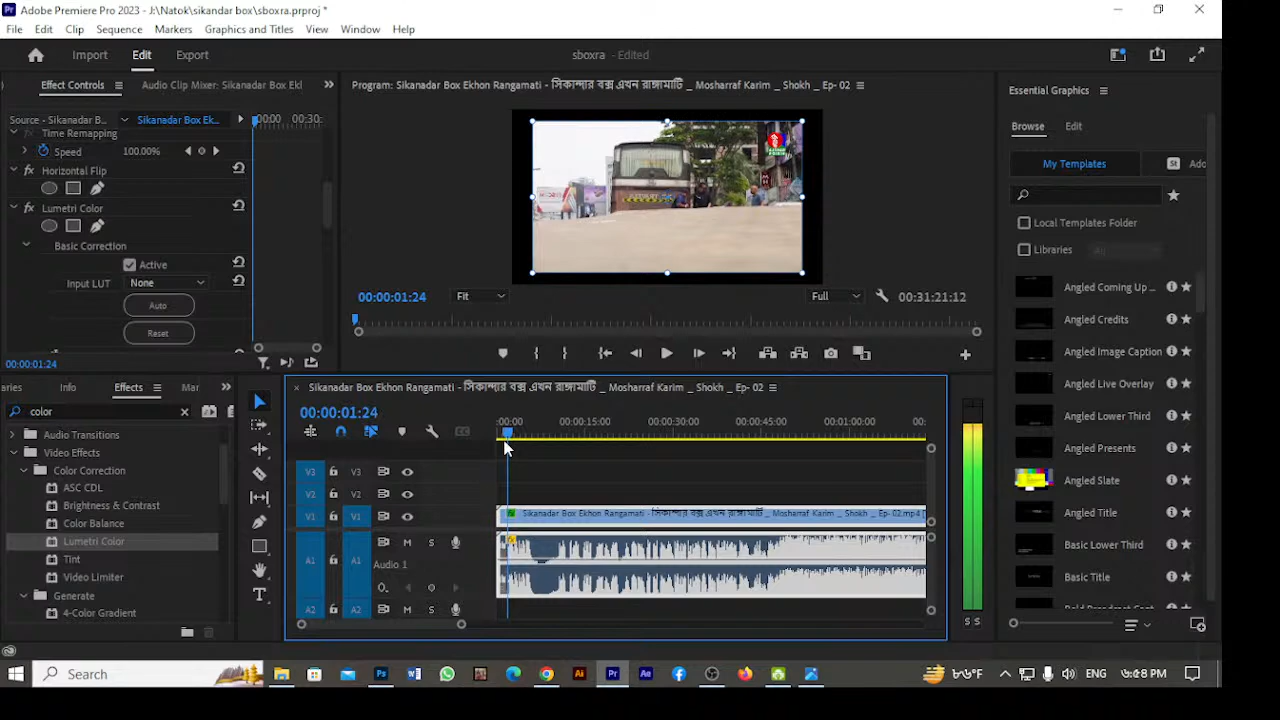 Adobe Premiere Pro 2023 - J:\Natok\sikandar box\sboxra.prproj *
File Edit Clip Sequence Markers Graphics and Titles View Window Help
Import Edit Export
sboxra - Edited
Effect Controls
Audio Clip Mixer: Sikanadar Box Ekl
Program: Sikanadar Box Ekhon Rangamati - সিকান্দার বক্স এখন রাঙ্গামাটি _ Mosharraf Karim _ Shokh _ Ep- 02
Essential Graphics
Source - Sikanadar B...
Sikanadar Box Ek...
:00:00 00:30:
Time Remapping
Speed 100.00%
Horizontal Flip
Lumetri Color
Basic Correction
Active
Input LUT None
Auto
Reset
00:00:01:24
00:00:01:24
Fit
Full
00:31:21:12
Browse Edit
My Templates
St Ado
Local Templates Folder
Libraries All
Angled Coming Up ...
Angled Credits
Angled Image Caption
Angled Live Overlay
Angled Lower Third
Angled Presents
Angled Slate
Angled Title
Basic Lower Third
Basic Title
aries Info Effects Mar
color
Audio Transitions
Video Effects
Color Correction
ASC CDL
Brightness & Contrast
Color Balance
Lumetri Color
Tint
Video Limiter
Generate
4-Color Gradient
Sikanadar Box Ekhon Rangamati - সিকান্দার বক্স এখন রাঙ্গামাটি _ Mosharraf Karim _ Shokh _ Ep- 02
00:00:01:24
:00:00 00:00:15:00 00:00:30:00 00:00:45:00 00:01:00:00 00:
V3 V3
V2 V2
V1 V1
Sikanadar Box Ekhon Rangamati - সিকান্দার বক্স এখন রাঙ্গামাটি _ Mosharraf Karim _ Shokh _ Ep- 02.mp4 [
A1 A1 M S
Audio 1
A2 A2 M S
S S
Search
ENG